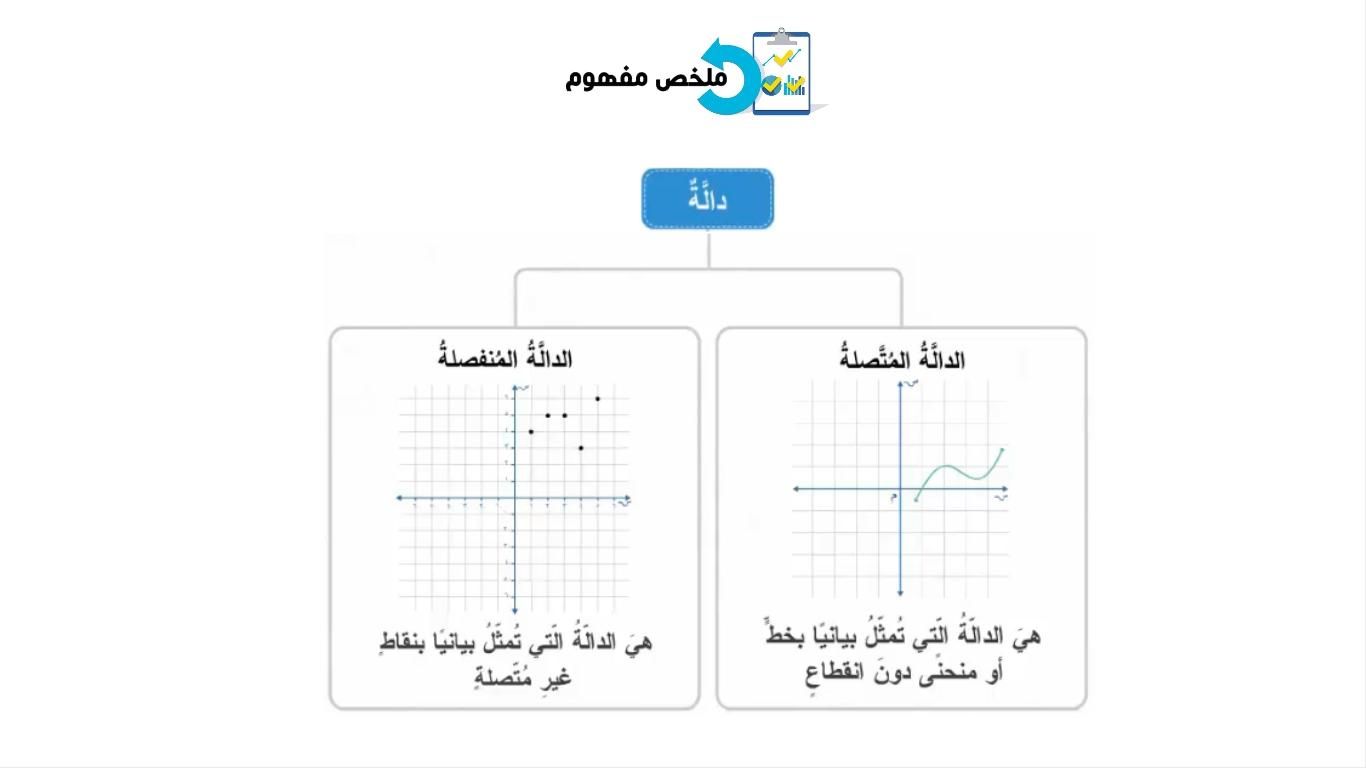 ملخص مفهوم
دالَّةٌ
الدالَّةُ المُتَّصلةُ
م
هيَ الدالّةُ الّتي تُمثّلُ بيانيًا بخطٍّ
أو منحنًى دونَ انقطاعٍ
الدالَّةُ المُنفصلةُ
هيَ الدالّةُ الّتي تُمثّلُ بيانيًا بنقاطٍ
غيرِ مُتّصلةٍ